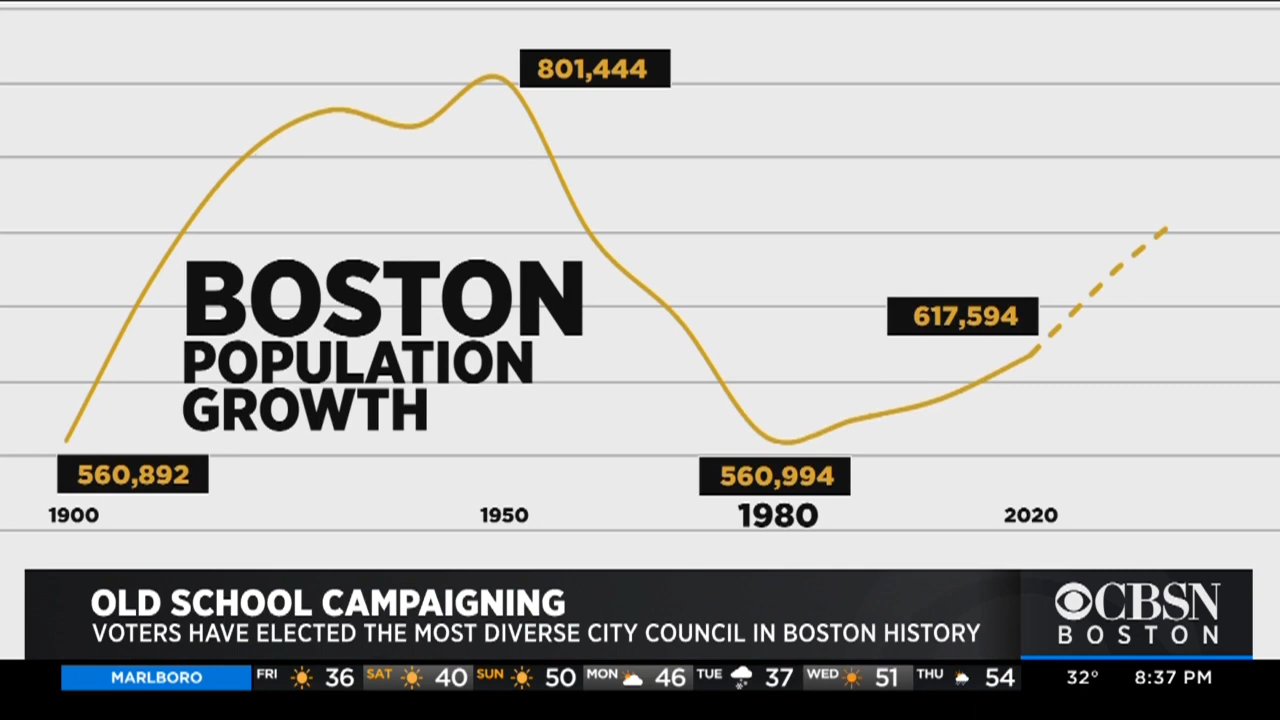 801,444
BOSTON
POPULATION
GROWTH
617,594
560,892
560,994
1900
1950
1980
2020
OLD SCHOOL CAMPAIGNING
VOTERS HAVE ELECTED THE MOST DIVERSE CITY COUNCIL IN BOSTON HISTORY
CBSN
BOSTON
MARLBORO FRI 36 SAT 40 SUN 50 MON 46 TUE 37 WED 51 THU 54 32° 8:37 PM